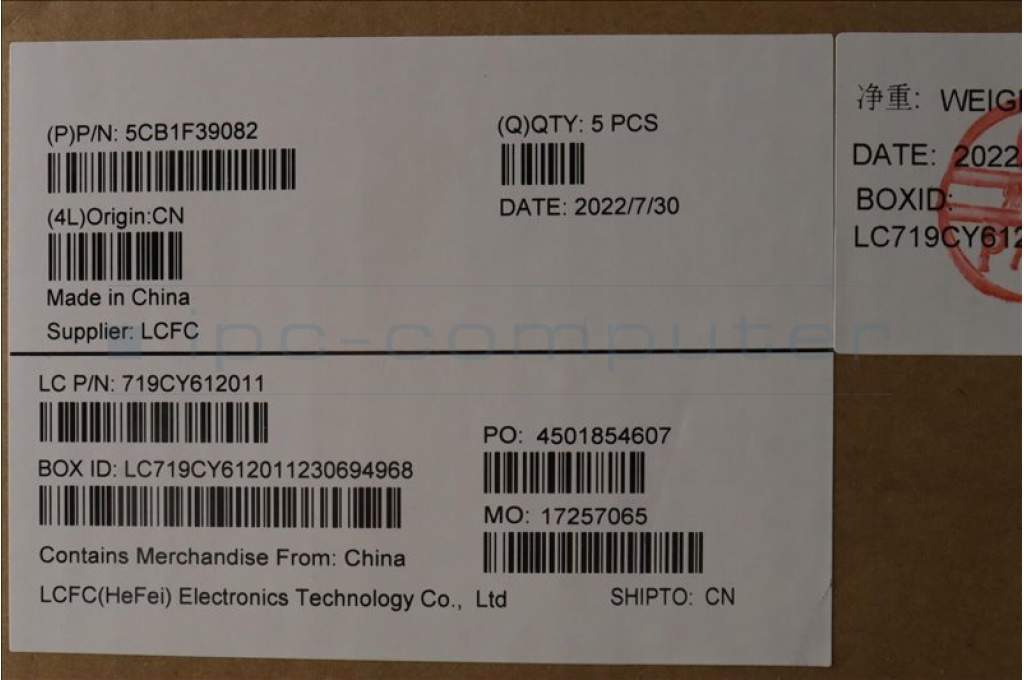 (P)P/N: 5CB1F39082
(Q)QTY: 5 PCS
(4L)Origin:CN
DATE: 2022/7/30
Made in China
Supplier: LCFC
LC P/N: 719CY612011
PO: 4501854607
BOX ID: LC719CY612011230694968
MO: 17257065
Contains Merchandise From: China
LCFC(HeFei) Electronics Technology Co., Ltd
SHIPTO: CN
净重: WEIG
DATE: 2022
BOXID:
LC719CY612
ipc-computer